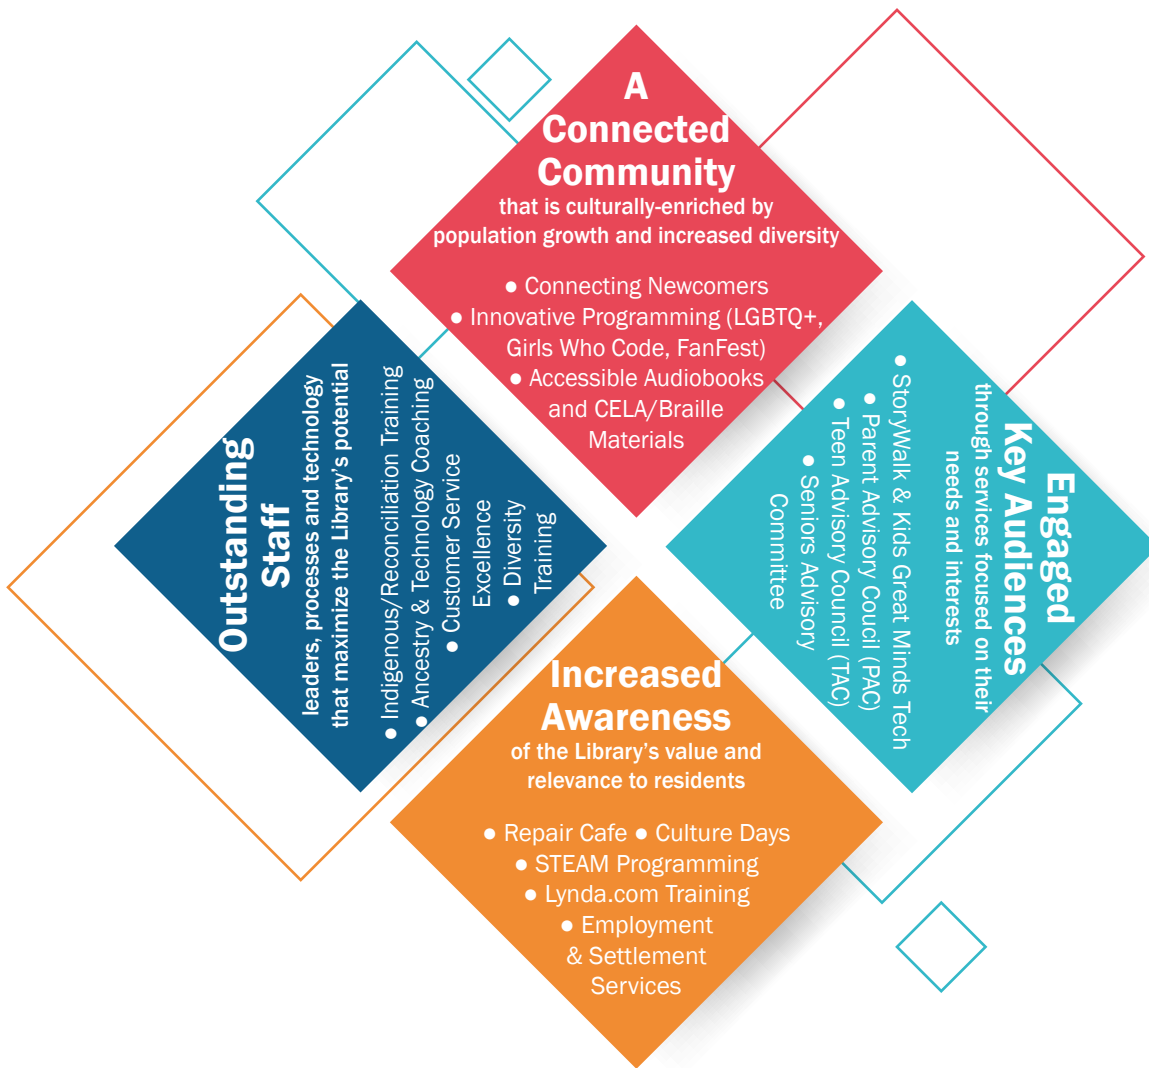 A
Connected
Community
that is culturally-enriched by
population growth and increased diversity
● Connecting Newcomers
● Innovative Programming (LGBTQ+,
Girls Who Code, FanFest)
● Accessible Audiobooks
and CELA/Braille
Materials
Engaged
Key Audiences
through services focused on their
needs and interests
● StoryWalk & Kids Great Minds Tech
● Parent Advisory Coucil (PAC)
● Teen Advisory Council (TAC)
● Seniors Advisory
Committee
Increased
Awareness
of the Library’s value and
relevance to residents
● Repair Cafe ● Culture Days
● STEAM Programming
● Lynda.com Training
● Employment
& Settlement
Services
Outstanding
Staff
leaders, processes and technology
that maximize the Library’s potential
● Indigenous/Reconciliation Training
● Ancestry & Technology Coaching
● Customer Service
Excellence
● Diversity
Training